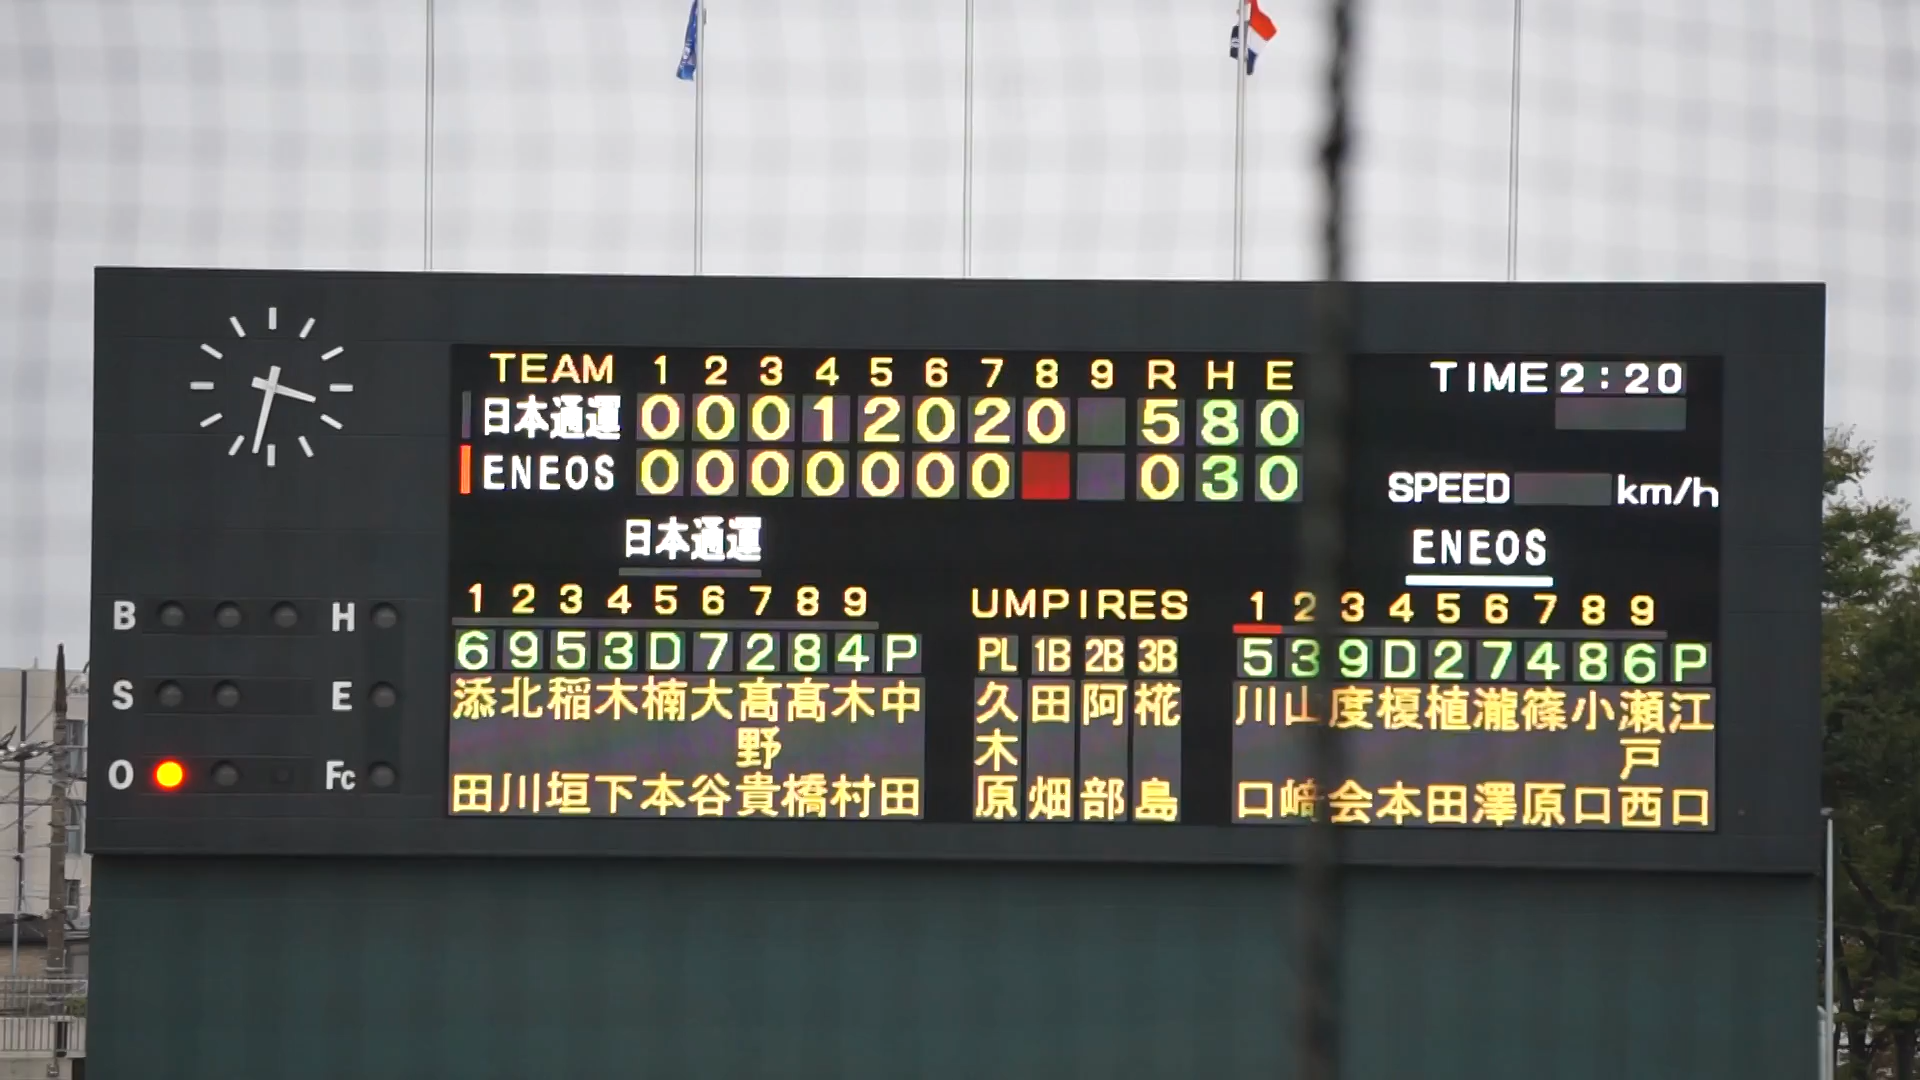 TEAM 1 2 3 4 5 6 7 8 9 R H E
日本通運 0 0 0 1 2 0 2 0 5 8 0
ENEOS 0 0 0 0 0 0 0 0 3 0
TIME 2:20
SPEED km/h
日本通運
1 2 3 4 5 6 7 8 9
6 9 5 3 D 7 2 8 4 P
添田 北川 稲垣 木下 楠本 大谷 髙野貴 髙橋 木村 中田
UMPIRES
PL 1B 2B 3B
久木原 田畑 阿部 椛島
ENEOS
1 2 3 4 5 6 7 8 9
5 3 9 D 2 7 4 8 6 P
川口 山﨑 度会 榎本 植田 瀧澤 篠原 小口 瀬戸西 江口
B H
S E
O Fc